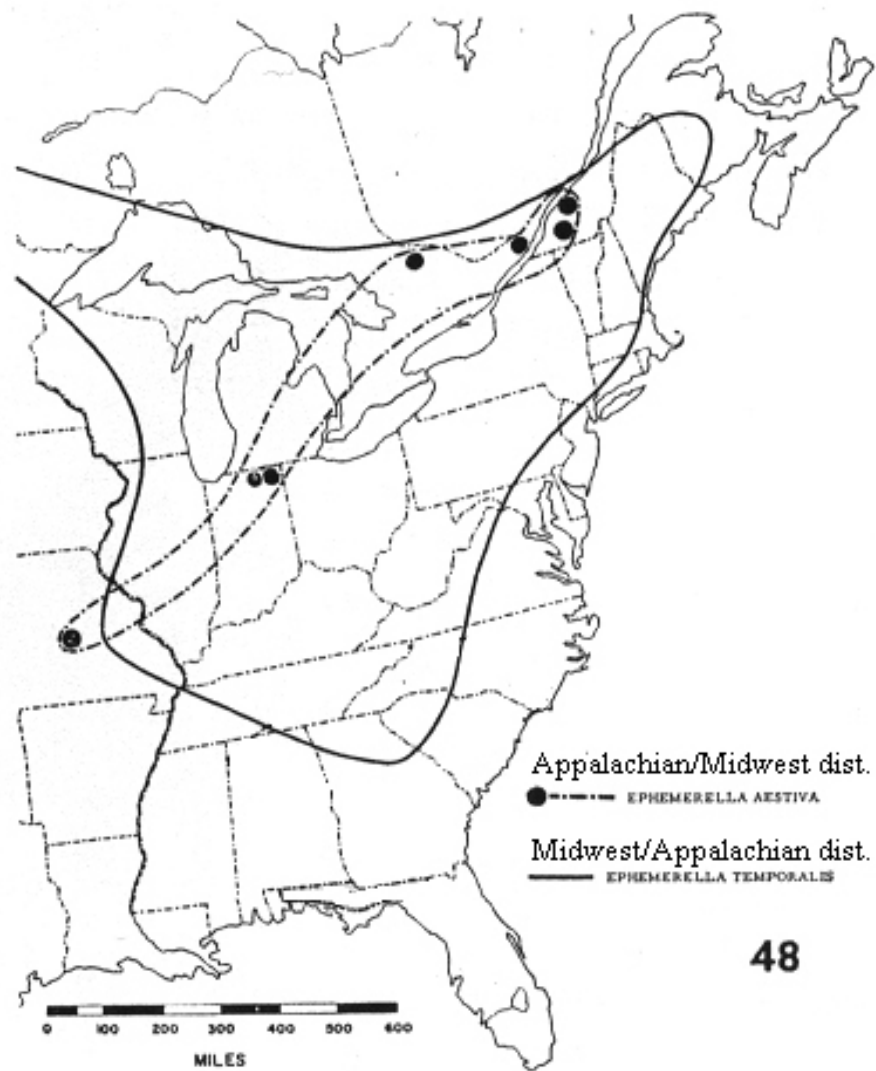 Appalachian/Midwest dist.
EPHEMERELLA AESTIVA
Midwest/Appalachian dist.
EPHEMERELLA TEMPORALIS
48
0 100 200 300 400 500 600
MILES